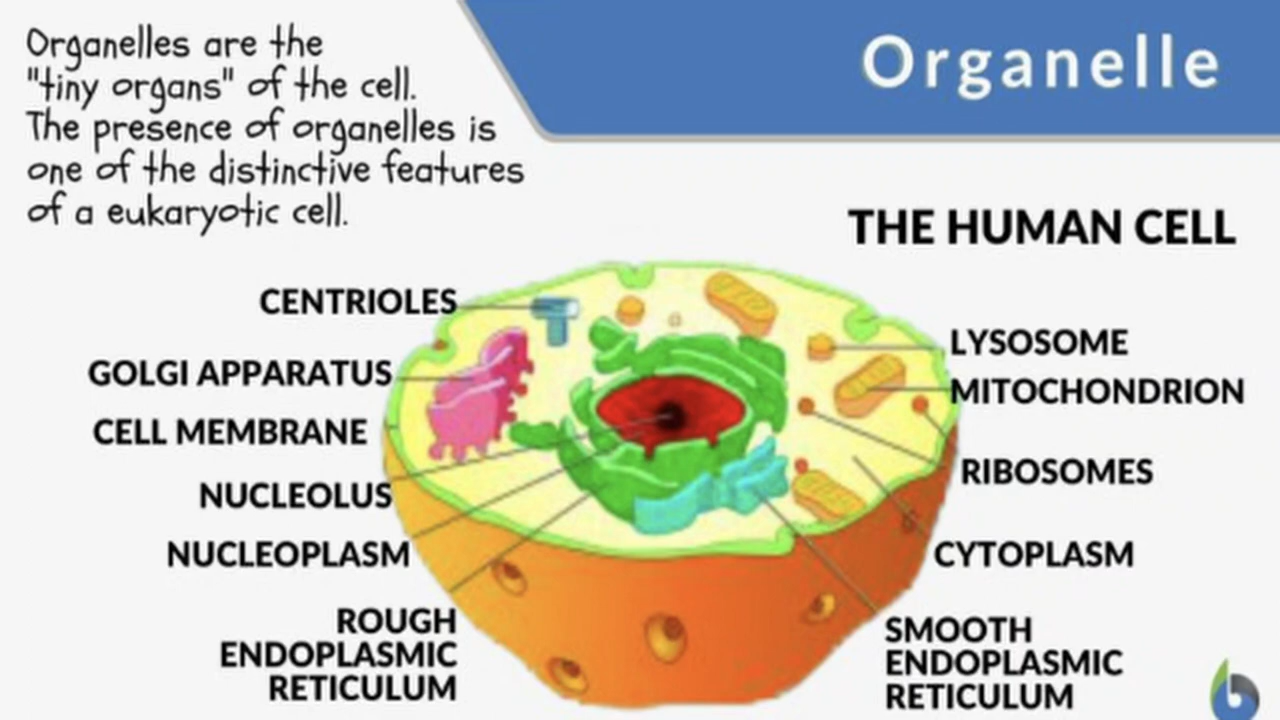 Organelles are the
"tiny organs" of the cell.
The presence of organelles is
one of the distinctive features
of a eukaryotic cell.
Organelle
THE HUMAN CELL
CENTRIOLES
GOLGI APPARATUS
CELL MEMBRANE
NUCLEOLUS
NUCLEOPLASM
ROUGH
ENDOPLASMIC
RETICULUM
LYSOSOME
MITOCHONDRION
RIBOSOMES
CYTOPLASM
SMOOTH
ENDOPLASMIC
RETICULUM